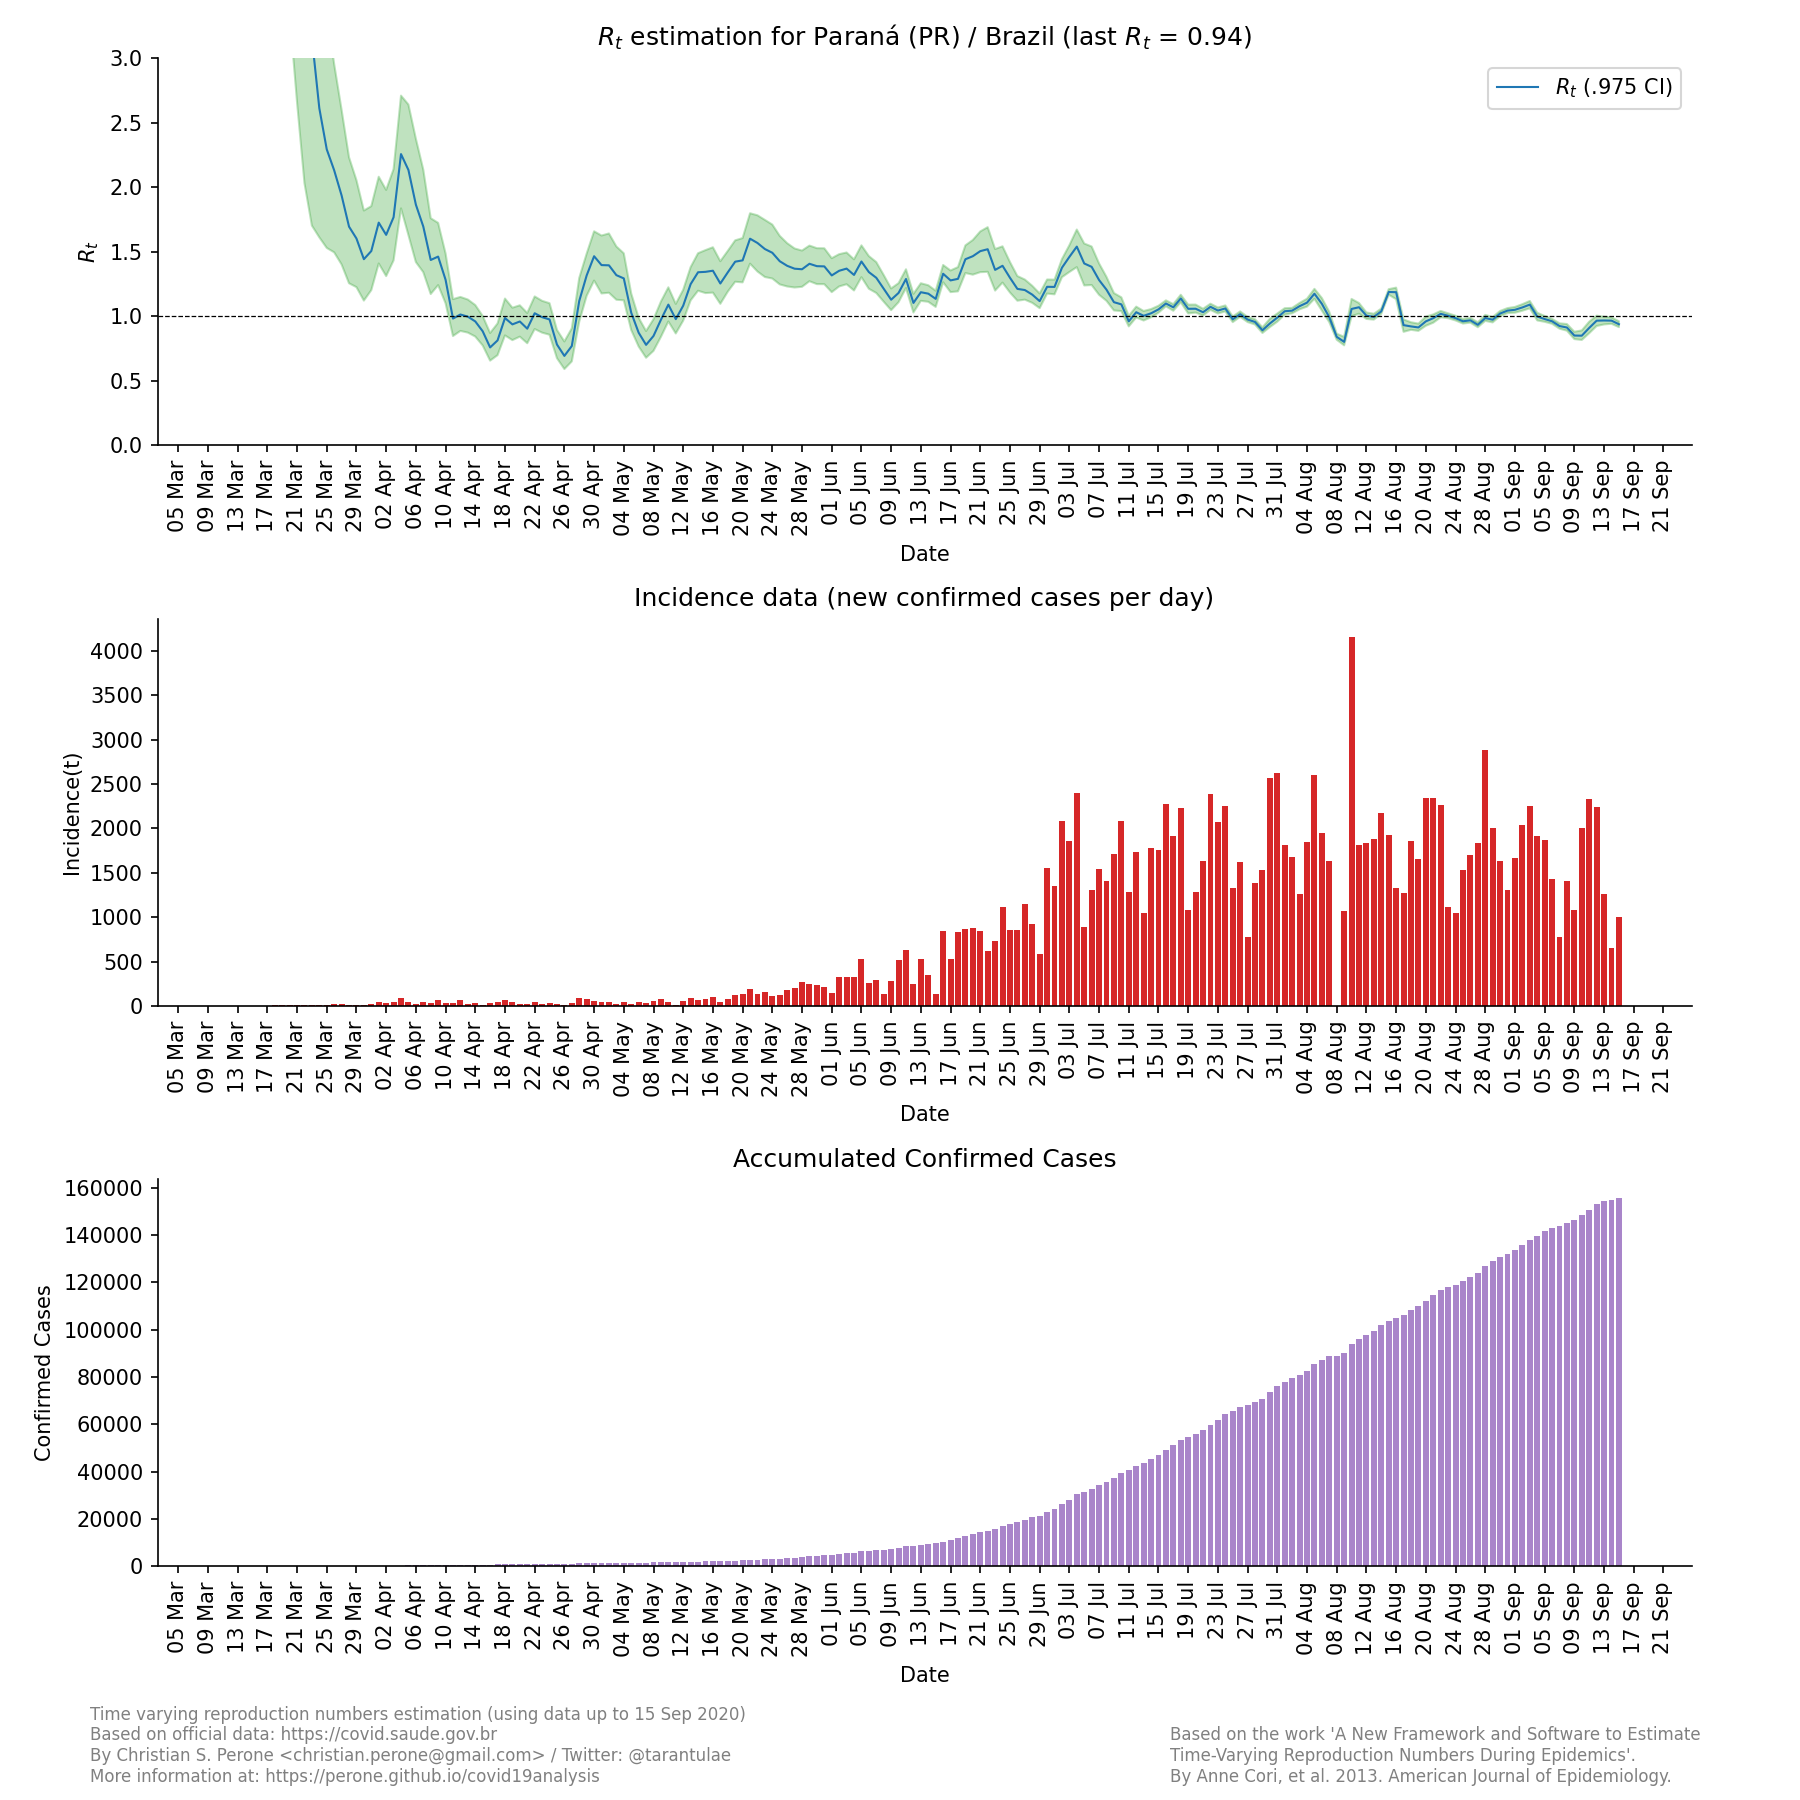 R_t estimation for Paraná (PR) / Brazil (last R_t = 0.94)
R_t (.975 CI)
3.0
2.5
2.0
1.5
1.0
0.5
0.0
R_t
05 Mar 09 Mar 13 Mar 17 Mar 21 Mar 25 Mar 29 Mar 02 Apr 06 Apr 10 Apr 14 Apr 18 Apr 22 Apr 26 Apr 30 Apr 04 May 08 May 12 May 16 May 20 May 24 May 28 May 01 Jun 05 Jun 09 Jun 13 Jun 17 Jun 21 Jun 25 Jun 29 Jun 03 Jul 07 Jul 11 Jul 15 Jul 19 Jul 23 Jul 27 Jul 31 Jul 04 Aug 08 Aug 12 Aug 16 Aug 20 Aug 24 Aug 28 Aug 01 Sep 05 Sep 09 Sep 13 Sep 17 Sep 21 Sep
Date
Incidence data (new confirmed cases per day)
4000
3500
3000
2500
2000
1500
1000
500
0
Incidence(t)
05 Mar 09 Mar 13 Mar 17 Mar 21 Mar 25 Mar 29 Mar 02 Apr 06 Apr 10 Apr 14 Apr 18 Apr 22 Apr 26 Apr 30 Apr 04 May 08 May 12 May 16 May 20 May 24 May 28 May 01 Jun 05 Jun 09 Jun 13 Jun 17 Jun 21 Jun 25 Jun 29 Jun 03 Jul 07 Jul 11 Jul 15 Jul 19 Jul 23 Jul 27 Jul 31 Jul 04 Aug 08 Aug 12 Aug 16 Aug 20 Aug 24 Aug 28 Aug 01 Sep 05 Sep 09 Sep 13 Sep 17 Sep 21 Sep
Date
Accumulated Confirmed Cases
160000
140000
120000
100000
80000
60000
40000
20000
0
Confirmed Cases
05 Mar 09 Mar 13 Mar 17 Mar 21 Mar 25 Mar 29 Mar 02 Apr 06 Apr 10 Apr 14 Apr 18 Apr 22 Apr 26 Apr 30 Apr 04 May 08 May 12 May 16 May 20 May 24 May 28 May 01 Jun 05 Jun 09 Jun 13 Jun 17 Jun 21 Jun 25 Jun 29 Jun 03 Jul 07 Jul 11 Jul 15 Jul 19 Jul 23 Jul 27 Jul 31 Jul 04 Aug 08 Aug 12 Aug 16 Aug 20 Aug 24 Aug 28 Aug 01 Sep 05 Sep 09 Sep 13 Sep 17 Sep 21 Sep
Date
Time varying reproduction numbers estimation (using data up to 15 Sep 2020)
Based on official data: https://covid.saude.gov.br
By Christian S. Perone <christian.perone@gmail.com> / Twitter: @tarantulae
More information at: https://perone.github.io/covid19analysis
Based on the work 'A New Framework and Software to Estimate
Time-Varying Reproduction Numbers During Epidemics'.
By Anne Cori, et al. 2013. American Journal of Epidemiology.